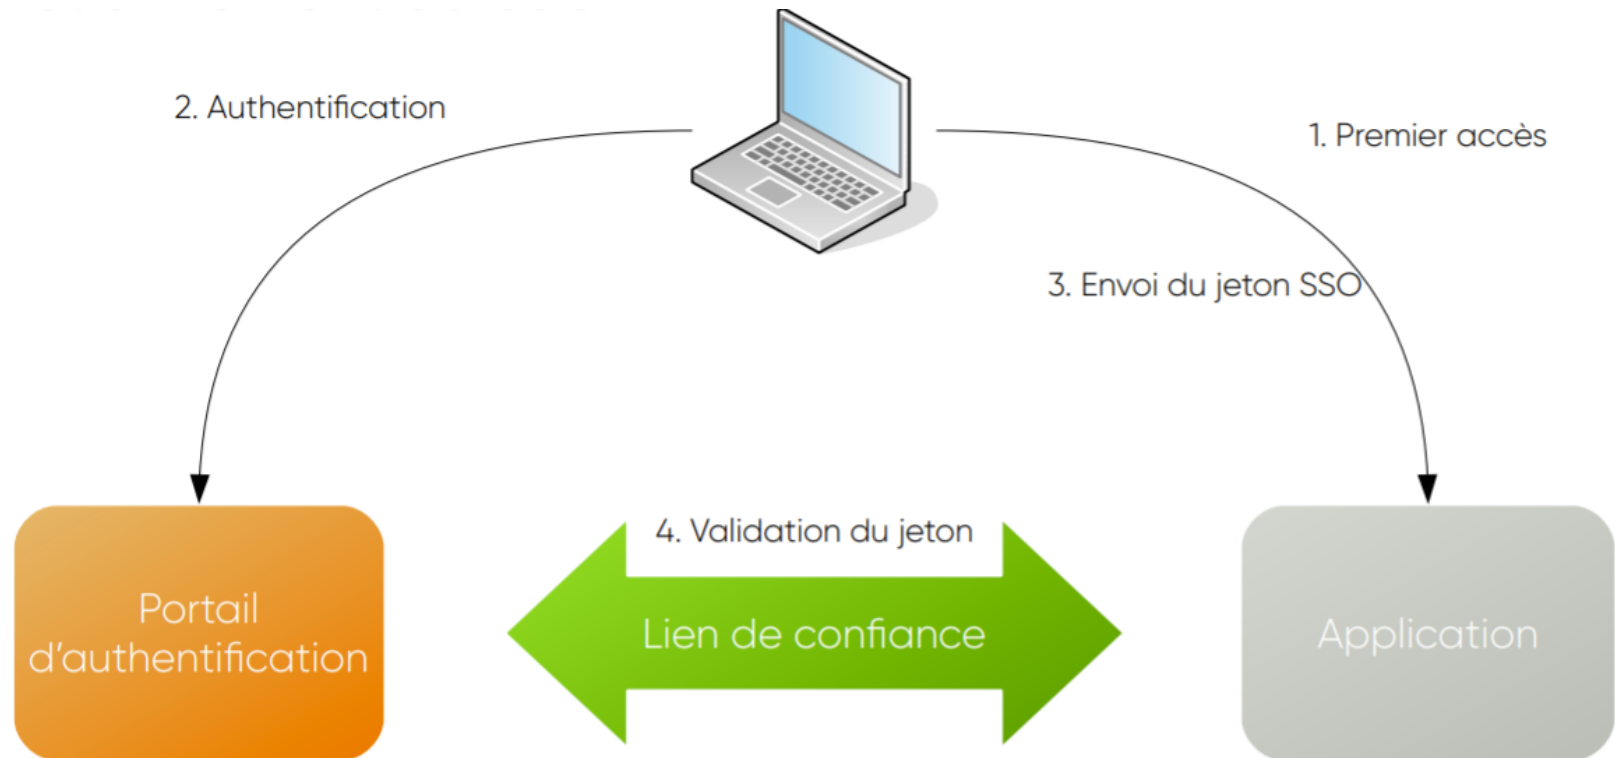 2. Authentification
1. Premier accès
3. Envoi du jeton SSO
4. Validation du jeton
Portail
d'authentification
Lien de confiance
Application